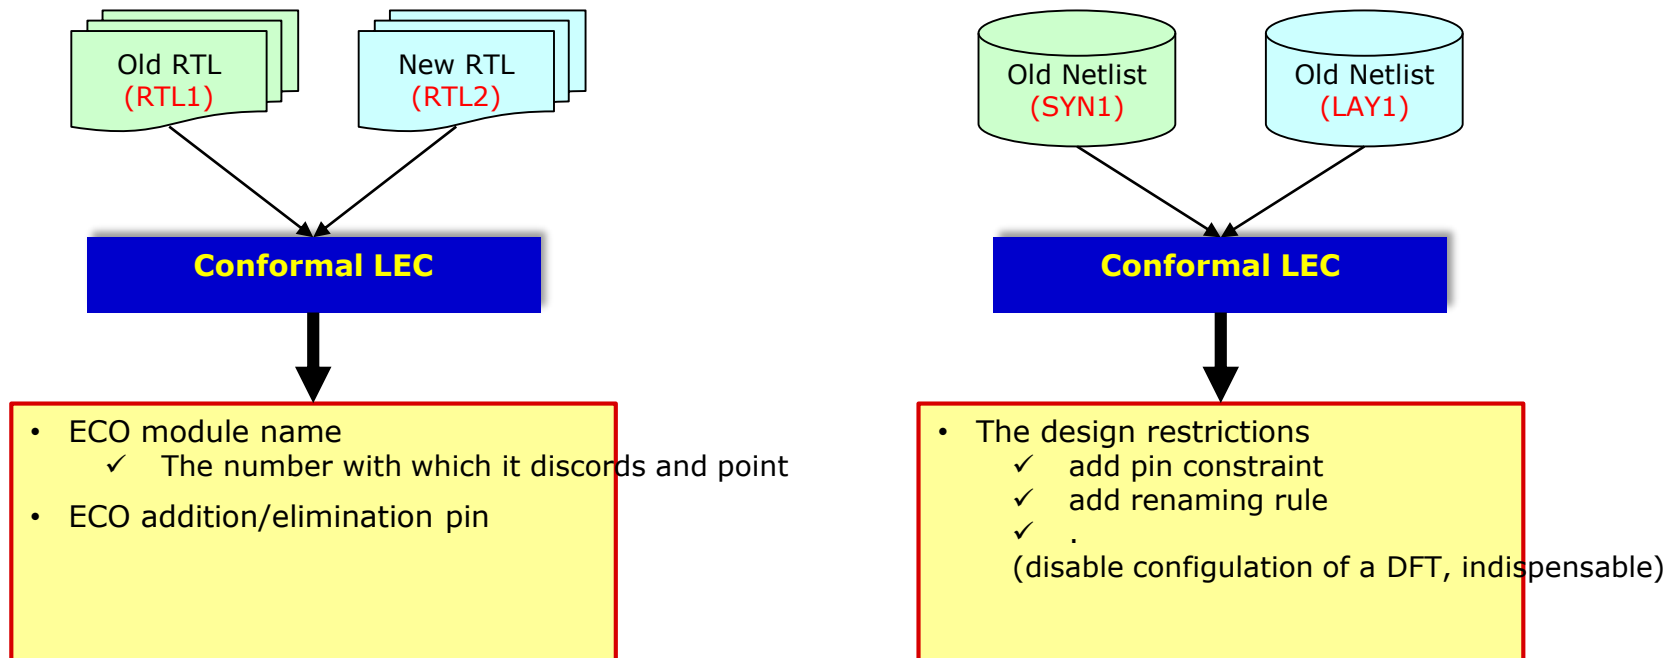 Old RTL
(RTL1)
New RTL
(RTL2)
Conformal LEC
• ECO module name
✓ The number with which it discords and point
• ECO addition/elimination pin
Old Netlist
(SYN1)
Old Netlist
(LAY1)
Conformal LEC
• The design restrictions
✓ add pin constraint
✓ add renaming rule
✓ .
(disable configulation of a DFT, indispensable)